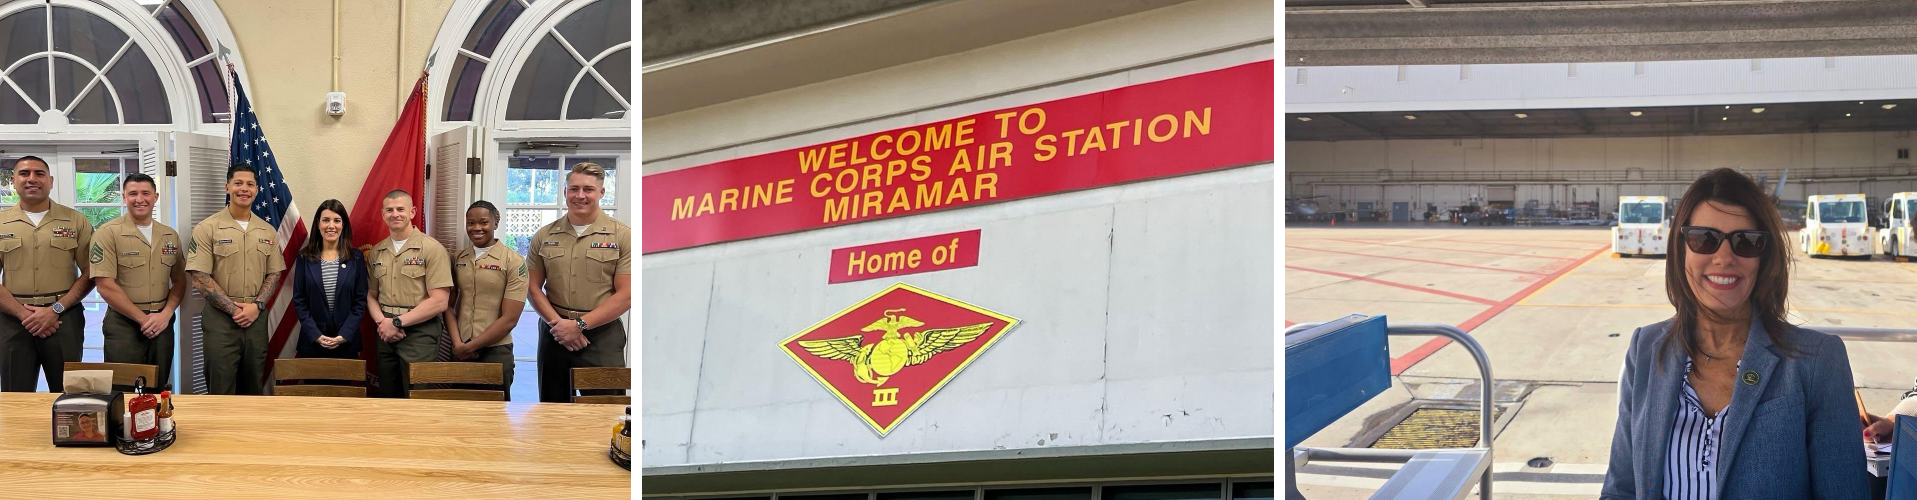 WELCOME TO
MARINE CORPS AIR STATION
MIRAMAR
Home of
III